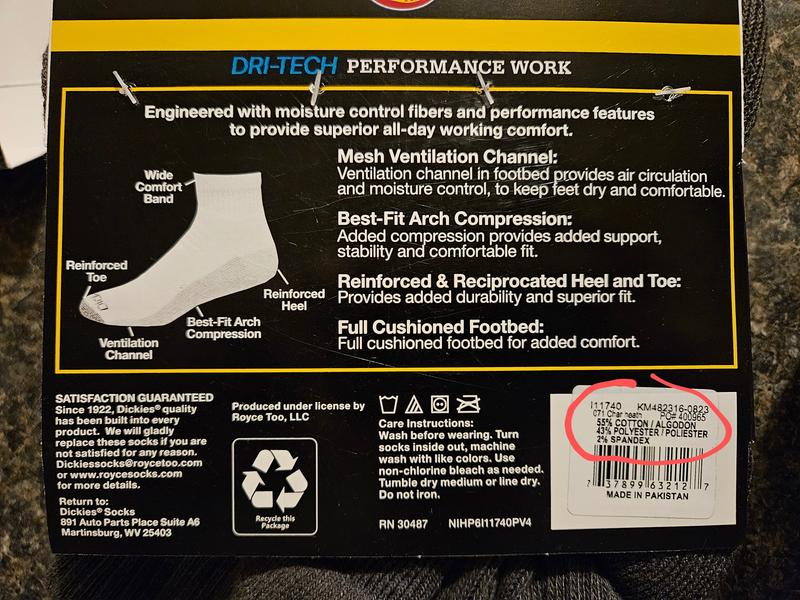 DRI-TECH PERFORMANCE WORK
Engineered with moisture control fibers and performance features
to provide superior all-day working comfort.
Wide
Comfort
Band
Reinforced
Toe
Ventilation
Channel
Best-Fit Arch
Compression
Reinforced
Heel
Mesh Ventilation Channel:
Ventilation channel in footbed provides air circulation
and moisture control, to keep feet dry and comfortable.
Best-Fit Arch Compression:
Added compression provides added support,
stability and comfortable fit.
Reinforced & Reciprocated Heel and Toe:
Provides added durability and superior fit.
Full Cushioned Footbed:
Full cushioned footbed for added comfort.
SATISFACTION GUARANTEED
Since 1922, Dickies® quality
has been built into every
product. We will gladly
replace these socks if you are
not satisfied for any reason.
Dickiessocks@roycetoo.com
or www.roycesocks.com
for more details.
Return to:
Dickies® Socks
891 Auto Parts Place Suite A6
Martinsburg, WV 25403
Produced under license by
Royce Too, LLC
Recycle this
Package
Care Instructions:
Wash before wearing. Turn
socks inside out, machine
wash with like colors. Use
non-chlorine bleach as needed.
Tumble dry medium or line dry.
Do not iron.
RN 30487 NIHP6I11740PV4
I11740 KM482316-0823
071 Char heath PO# 400965
55% COTTON / ALGODON
43% POLYESTER / POLIESTER
2% SPANDEX
7 37899 63212 7
MADE IN PAKISTAN